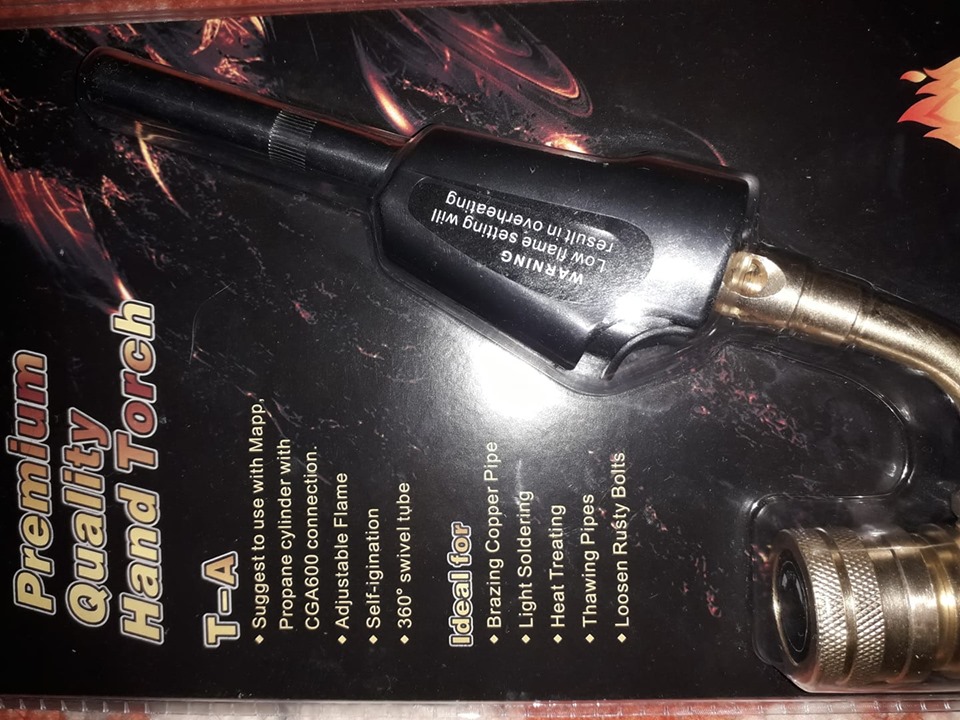 Premium
Quality
Hand Torch
T-A
Suggest to use with Mapp,
Propane cylinder with
CGA600 connection.
Adjustable Flame
Self-igination
360° swivel tube
Ideal for
Brazing Copper Pipe
Light Soldering
Heat Treating
Thawing Pipes
Loosen Rusty Bolts
WARNING
Low flame setting will
result in overheating